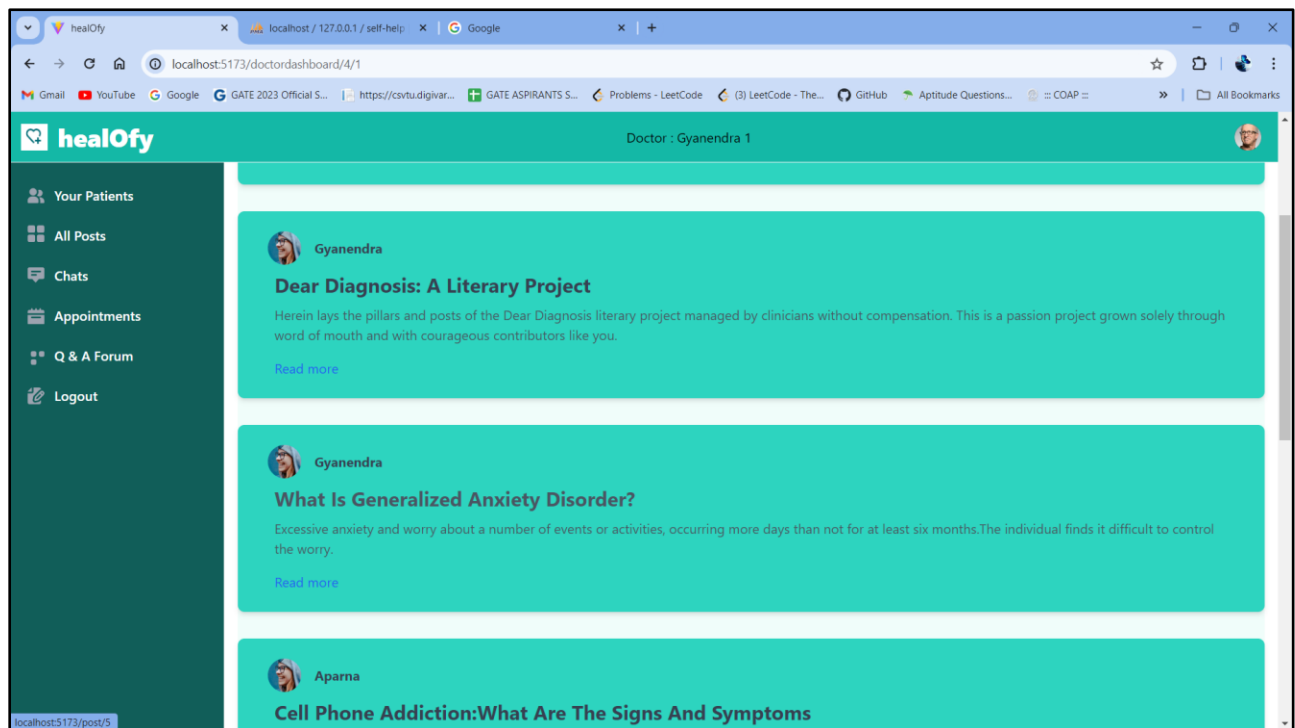 healOfy
localhost / 127.0.0.1 / self-help
Google
localhost:5173/doctordashboard/4/1
Gmail YouTube Google GATE 2023 Official S... https://csvtu.digivar... GATE ASPIRANTS S... Problems - LeetCode (3) LeetCode - The... GitHub Aptitude Questions... ::: COAP ::: » All Bookmarks
healOfy
Doctor : Gyanendra 1
Your Patients
All Posts
Chats
Appointments
Q & A Forum
Logout
Gyanendra
Dear Diagnosis: A Literary Project
Herein lays the pillars and posts of the Dear Diagnosis literary project managed by clinicians without compensation. This is a passion project grown solely through
word of mouth and with courageous contributors like you.
Read more
Gyanendra
What Is Generalized Anxiety Disorder?
Excessive anxiety and worry about a number of events or activities, occurring more days than not for at least six months.The individual finds it difficult to control
the worry.
Read more
Aparna
Cell Phone Addiction:What Are The Signs And Symptoms
localhost:5173/post/5